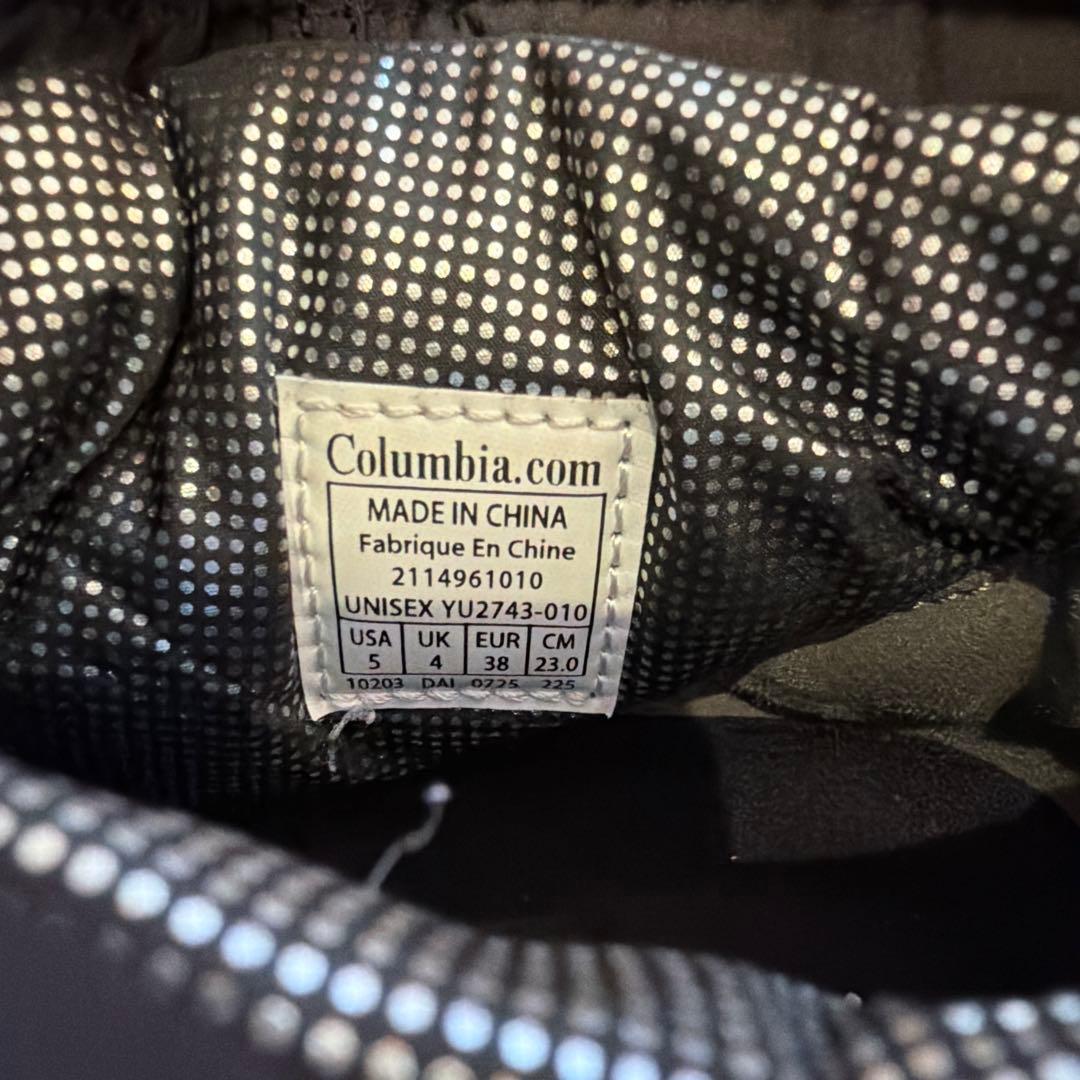 Columbia.com
MADE IN CHINA
Fabrique En Chine
2114961010
UNISEX YU2743-010
USA UK EUR CM
5 4 38 23.0
10203 DAI 0725 225